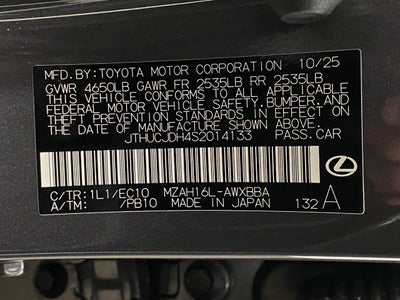 MFD.BY:TOYOTA MOTOR CORPORATION 10/25
GVWR 4650LB GAWR FR 2535LB RR 2535LB
THIS VEHICLE CONFORMS TO ALL APPLICABLE
FEDERAL MOTOR VEHICLE SAFETY,BUMPER,AND
THEFT PREVENTION STANDARDS IN EFFECT ON
THE DATE OF MANUFACTURE SHOWN ABOVE.
JTHUCJDH4S2014133 PASS.CAR
C/TR:1L1/EC10 MZAH16L-AWXBBA
A/TM: /PB10 MADE IN JAPAN 132 A